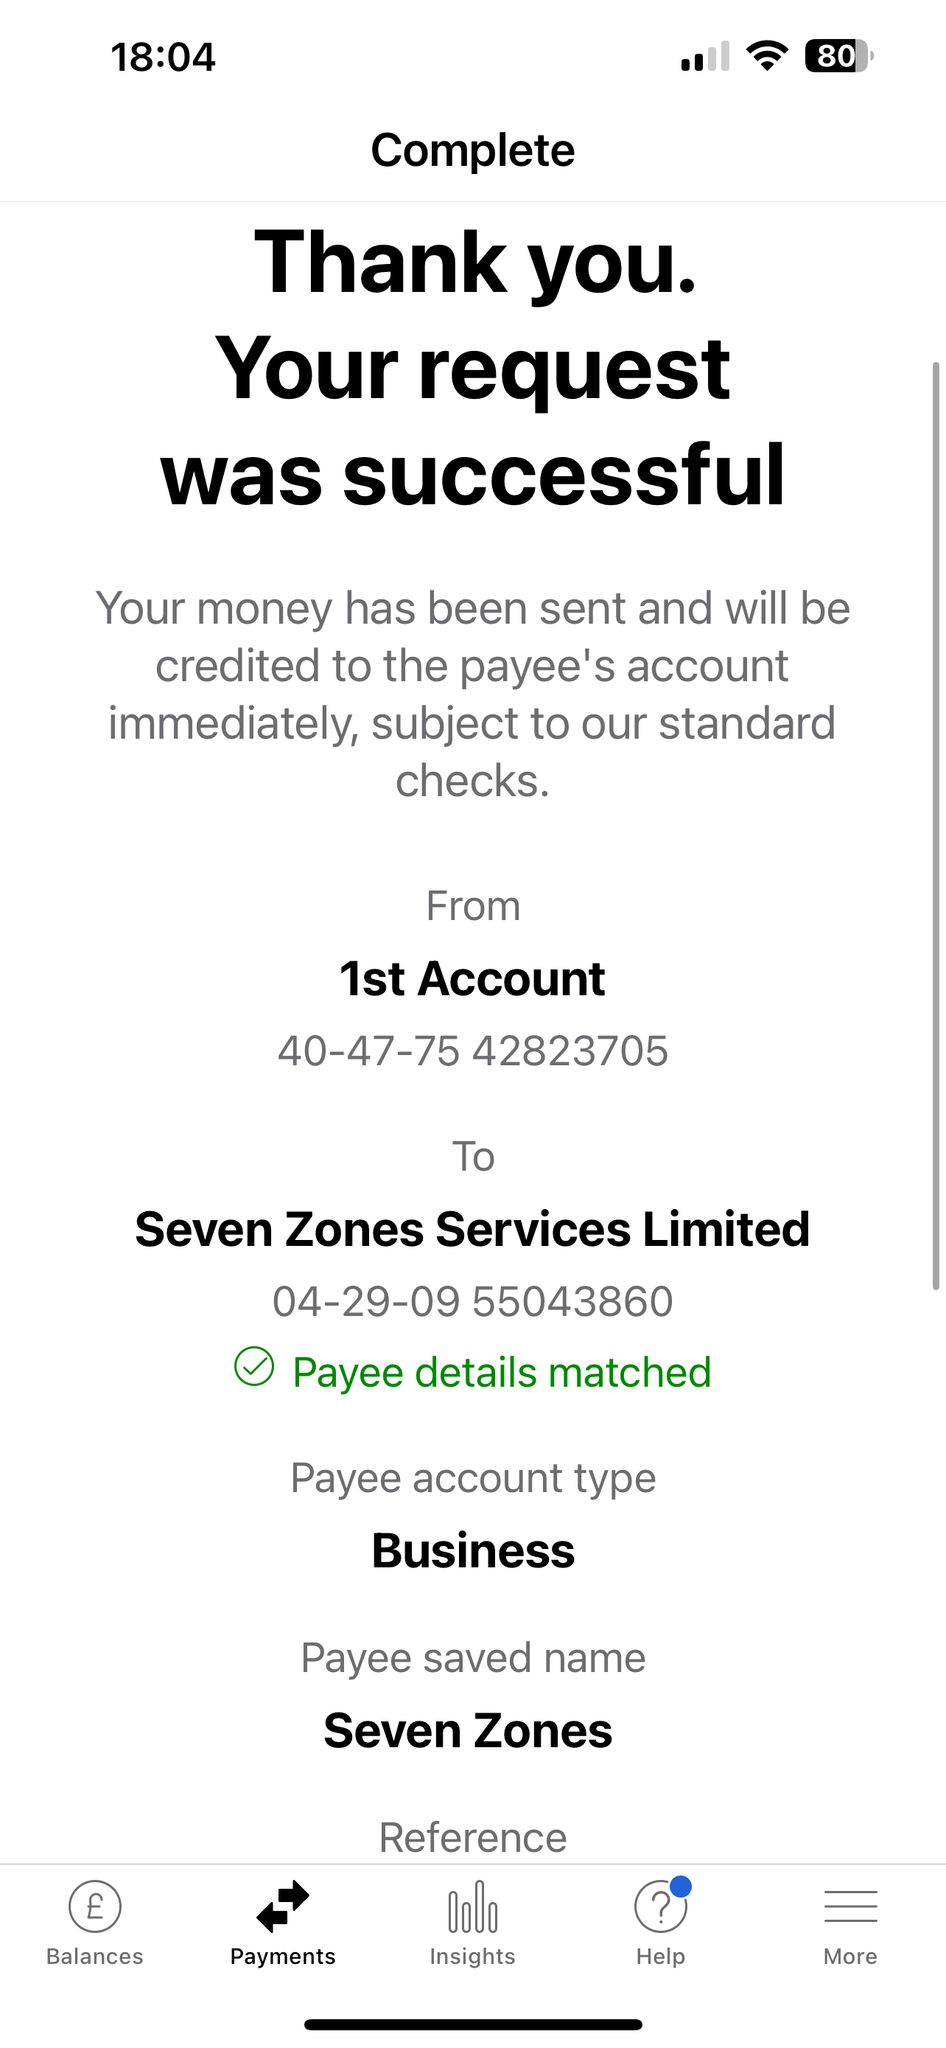 18:04
80
Complete
Thank you.
Your request
was successful
Your money has been sent and will be
credited to the payee's account
immediately, subject to our standard
checks.
From
1st Account
40-47-75 42823705
To
Seven Zones Services Limited
04-29-09 55043860
Payee details matched
Payee account type
Business
Payee saved name
Seven Zones
Reference
£
?
Balances
Payments
Insights
Help
More